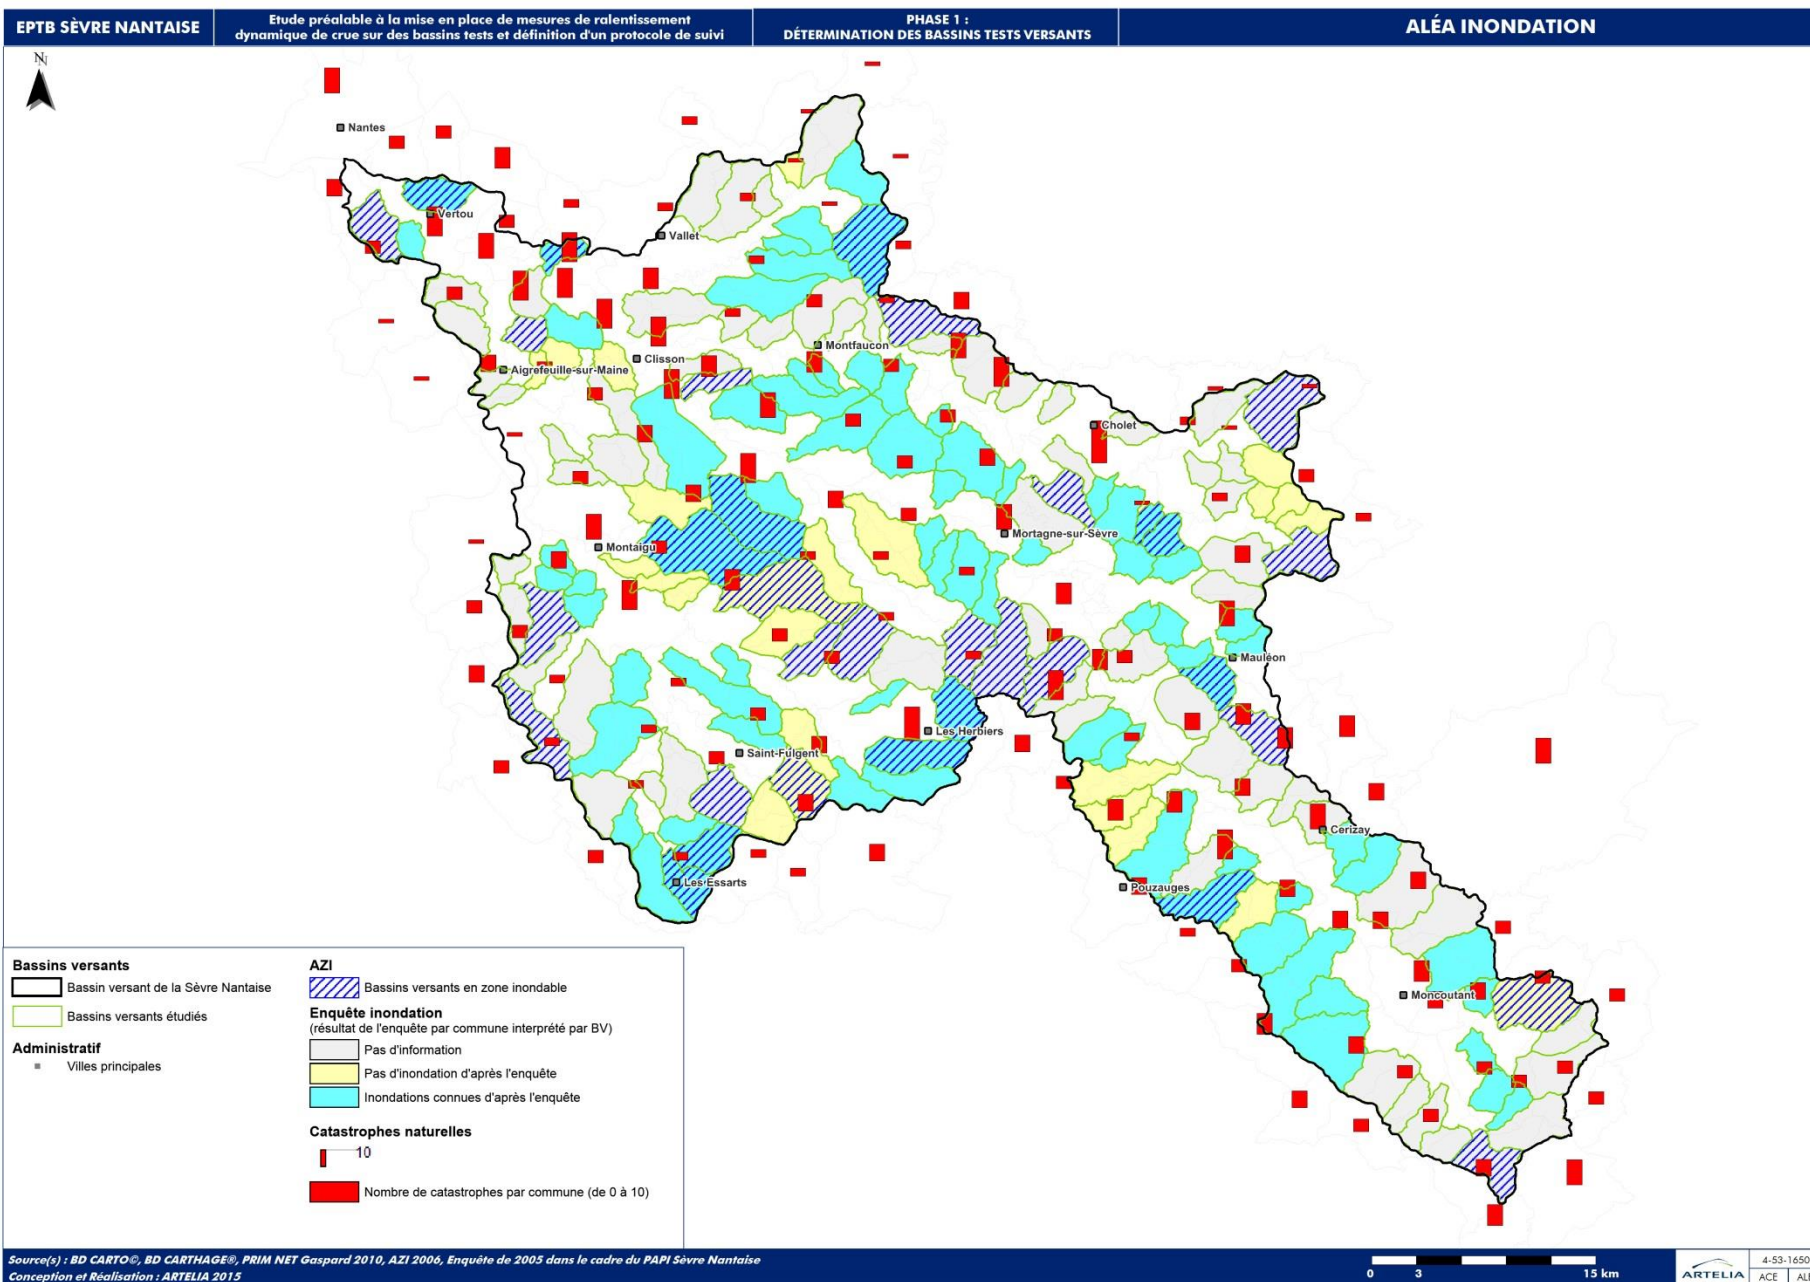 EPTB SÈVRE NANTAISE
Etude préalable à la mise en place de mesures de ralentissement
dynamique de crue sur des bassins tests et définition d'un protocole de suivi
PHASE 1 :
DÉTERMINATION DES BASSINS TESTS VERSANTS
ALÉA INONDATION
N
Nantes
Vertou
Vallet
Montfaucon
Clisson
Aigrefeuille-sur-Maine
Cholet
Mortagne-sur-Sèvre
Montaigu
Mauléon
Les Herbiers
Saint-Fulgent
Cerizay
Les Essarts
Pouzauges
Moncoutant
Bassins versants
Bassin versant de la Sèvre Nantaise
Bassins versants étudiés
Administratif
Villes principales
AZI
Bassins versants en zone inondable
Enquête inondation
(résultat de l'enquête par commune interprété par BV)
Pas d'information
Pas d'inondation d'après l'enquête
Inondations connues d'après l'enquête
Catastrophes naturelles
10
Nombre de catastrophes par commune (de 0 à 10)
Source(s) : BD CARTO©, BD CARTHAGE®, PRIM NET Gaspard 2010, AZI 2006, Enquête de 2005 dans le cadre du PAPI Sèvre Nantaise
Conception et Réalisation : ARTELIA 2015
0 3 15 km
ARTELIA
4-53-1650
ACE